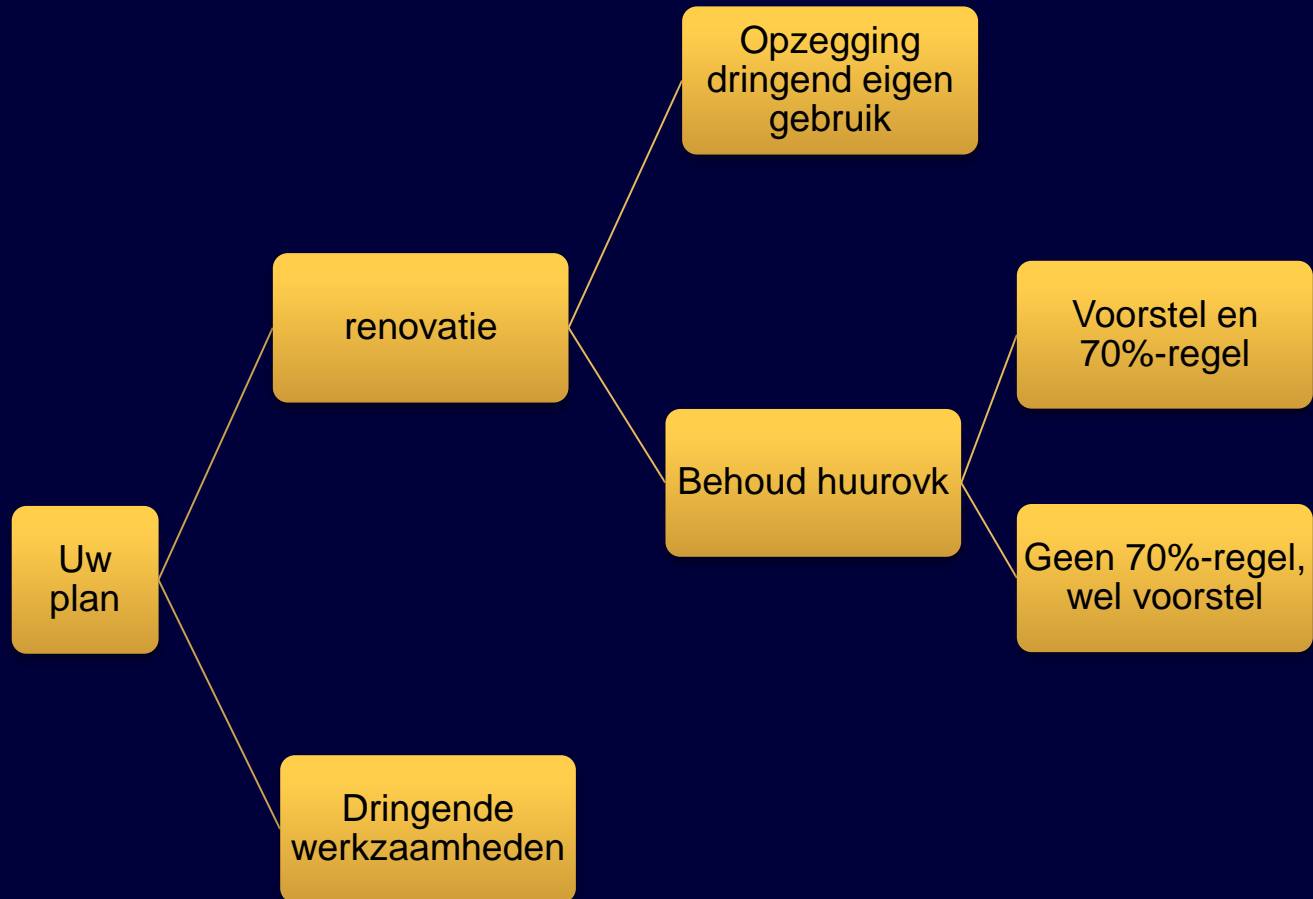 Opzegging
dringend eigen
gebruik
renovatie
Voorstel en
70%-regel
Behoud huurovk
Geen 70%-regel,
wel voorstel
Uw
plan
Dringende
werkzaamheden